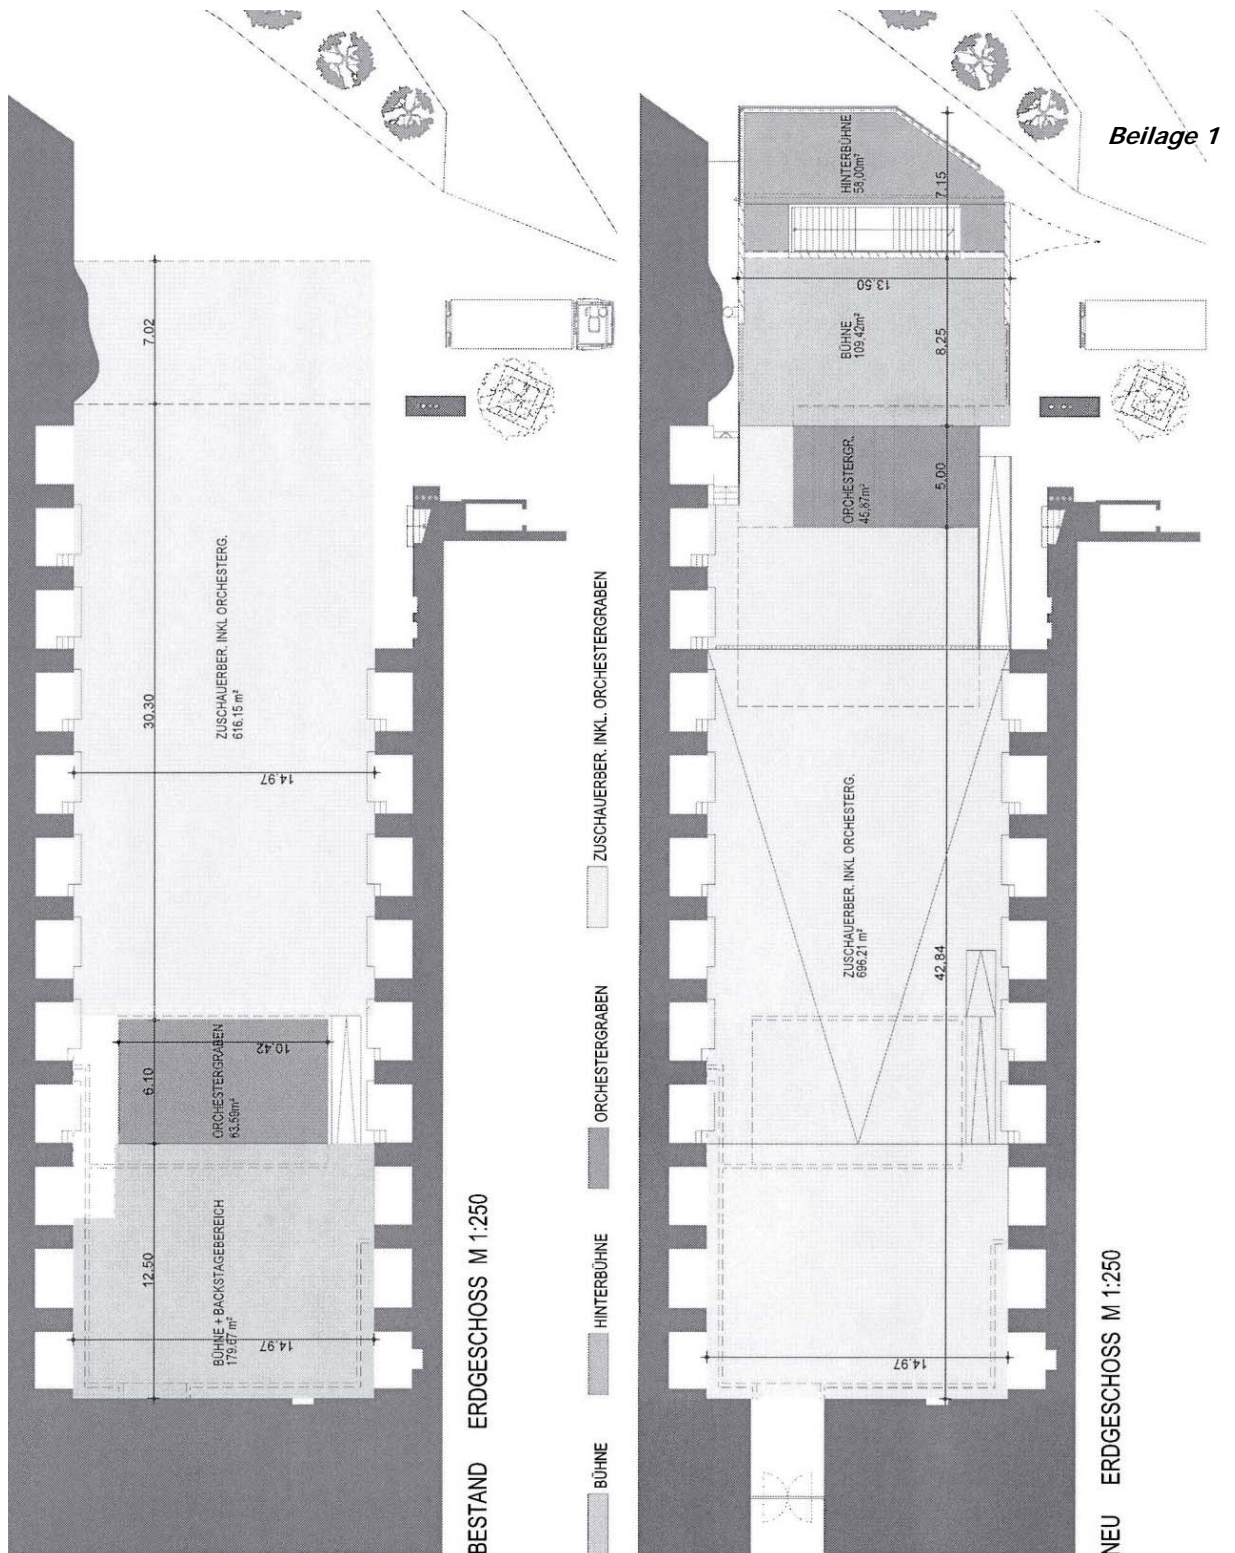 Beilage 1
7.02
30.30
ZUSCHAUERBER. INKL ORCHESTERG.
616.15 m²
14.97
ORCHESTERGRABEN
63.58m²
10.42
6.10
BÜHNE + BACKSTAGEBEREICH
179.67 m²
12.50
14.97
BESTAND ERDGESCHOSS M 1:250
BÜHNE
HINTERBÜHNE
ORCHESTERGRABEN
ZUSCHAUERBER. INKL. ORCHESTERGRABEN
HINTERBÜHNE
58,00m²
7.15
13.50
BÜHNE
109,42m²
8.25
ORCHESTERGR.
45,87m²
5.00
ZUSCHAUERBER. INKL ORCHESTERG.
696.21 m²
42.84
14.97
NEU ERDGESCHOSS M 1:250